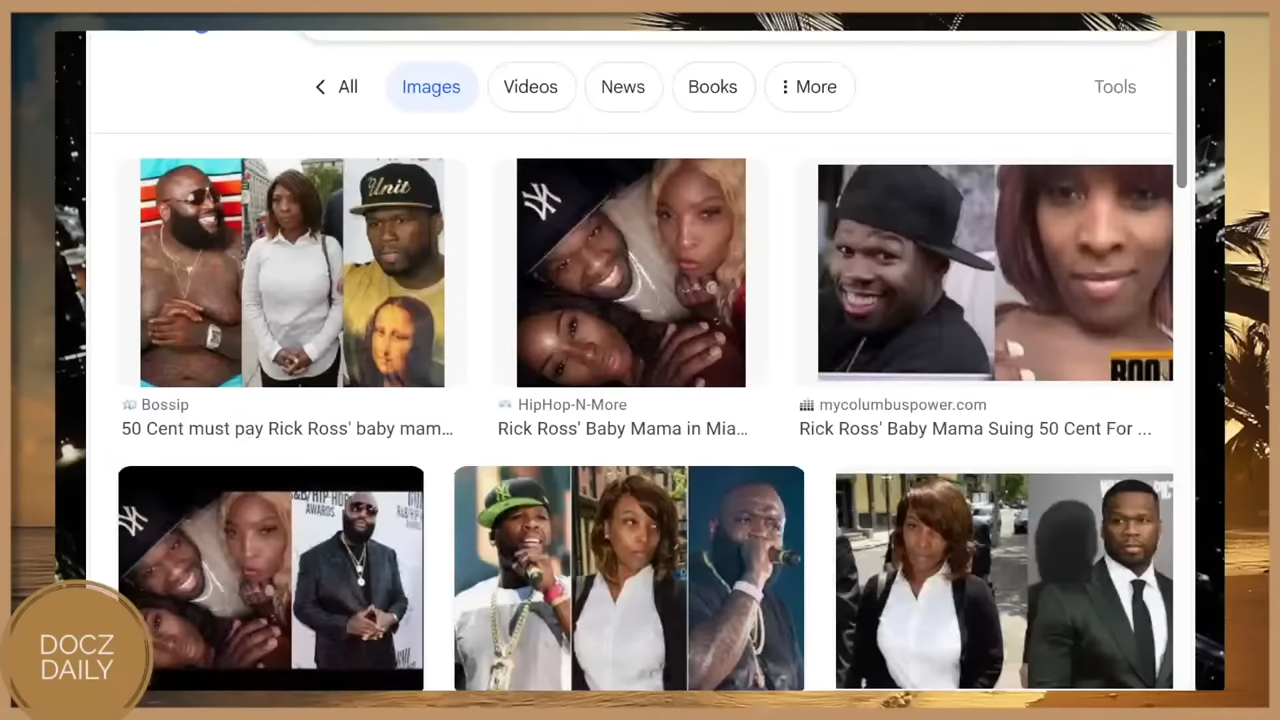 All
Images
Videos
News
Books
More
Tools
Unit
Bossip
50 Cent must pay Rick Ross' baby mam...
HipHop-N-More
Rick Ross' Baby Mama in Mia...
mycolumbuspower.com
Rick Ross' Baby Mama Suing 50 Cent For ...
R&B/HIP-HOP
AWARDS
DOCZ
DAILY